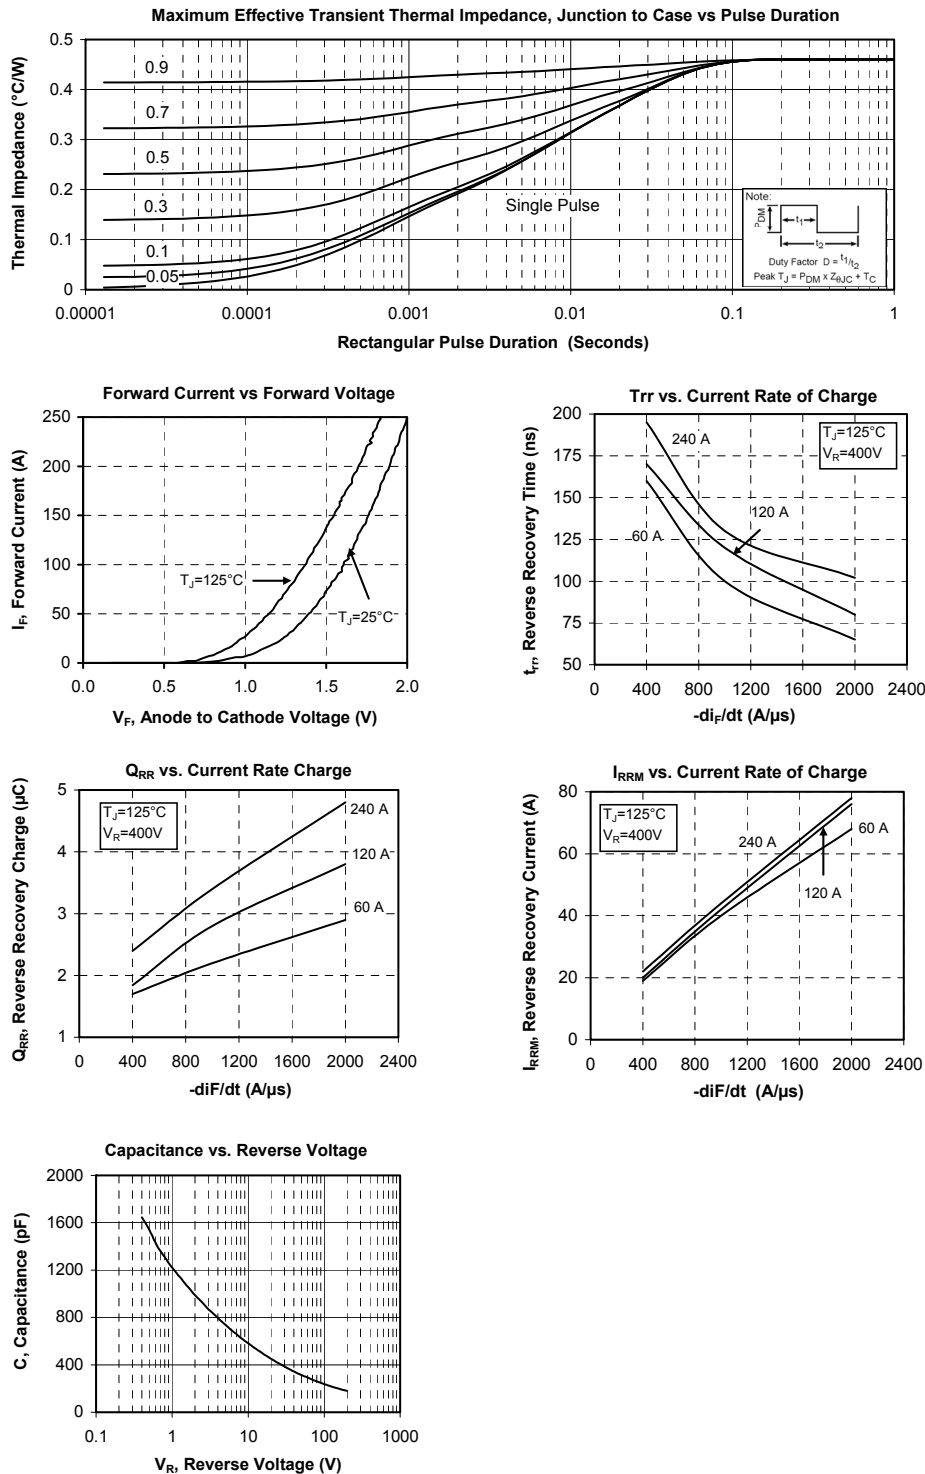 Maximum Effective Transient Thermal Impedance, Junction to Case vs Pulse Duration
Thermal Impedance (°C/W)
0.5
0.4
0.3
0.2
0.1
0
0.9
0.7
0.5
0.3
0.1
0.05
Single Pulse
Note:
PDM
t1
t2
Duty Factor D = t1/t2
Peak TJ = PDM x ZθJC + TC
0.00001 0.0001 0.001 0.01 0.1 1
Rectangular Pulse Duration (Seconds)
Forward Current vs Forward Voltage
IF, Forward Current (A)
250
200
150
100
50
0
TJ=125°C
TJ=25°C
0.0 0.5 1.0 1.5 2.0
VF, Anode to Cathode Voltage (V)
Trr vs. Current Rate of Charge
trr, Reverse Recovery Time (ns)
200
175
150
125
100
75
50
240 A
TJ=125°C
VR=400V
120 A
60 A
0 400 800 1200 1600 2000 2400
-diF/dt (A/µs)
QRR vs. Current Rate Charge
QRR, Reverse Recovery Charge (µC)
5
4
3
2
1
TJ=125°C
VR=400V
240 A
120 A
60 A
0 400 800 1200 1600 2000 2400
-diF/dt (A/µs)
IRRM vs. Current Rate of Charge
IRRM, Reverse Recovery Current (A)
80
60
40
20
0
TJ=125°C
VR=400V
240 A
60 A
120 A
0 400 800 1200 1600 2000 2400
-diF/dt (A/µs)
Capacitance vs. Reverse Voltage
C, Capacitance (pF)
2000
1600
1200
800
400
0
0.1 1 10 100 1000
VR, Reverse Voltage (V)